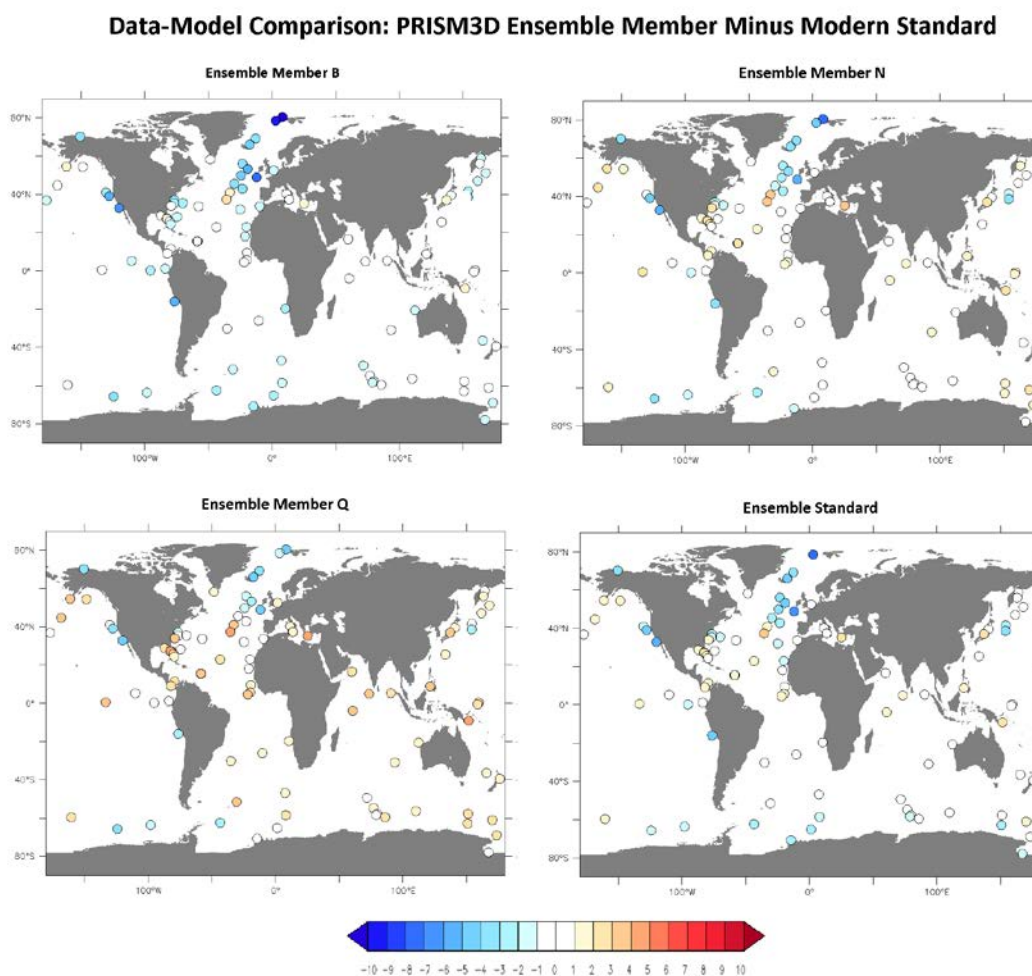 Data-Model Comparison: PRISM3D Ensemble Member Minus Modern Standard
Ensemble Member B
Ensemble Member N
80°N
40°N
0°
40°S
80°S
100°W
0°
100°E
80°N
40°N
0°
40°S
80°S
100°W
0°
100°E
Ensemble Member Q
Ensemble Standard
80°N
40°N
0°
40°S
80°S
100°W
0°
100°E
80°N
40°N
0°
40°S
80°S
100°W
0°
100°E
-10 -9 -8 -7 -6 -5 -4 -3 -2 -1 0 1 2 3 4 5 6 7 8 9 10